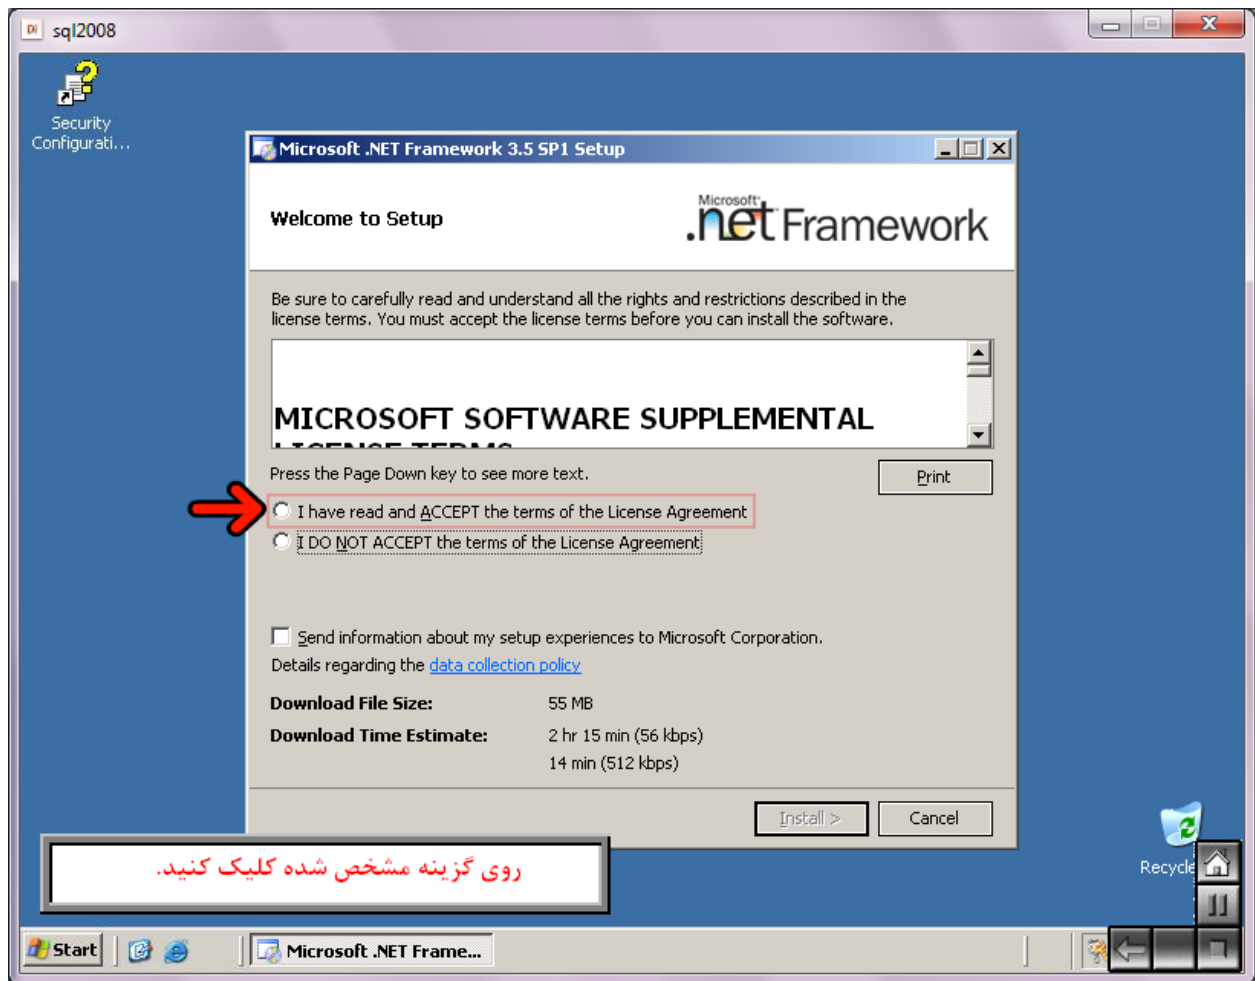 sql2008
Security
Configurati...
Microsoft .NET Framework 3.5 SP1 Setup
Welcome to Setup
Microsoft
.net Framework
Be sure to carefully read and understand all the rights and restrictions described in the
license terms. You must accept the license terms before you can install the software.
MICROSOFT SOFTWARE SUPPLEMENTAL
LICENSE TERMS
Press the Page Down key to see more text.
Print
I have read and ACCEPT the terms of the License Agreement
I DO NOT ACCEPT the terms of the License Agreement
Send information about my setup experiences to Microsoft Corporation.
Details regarding the data collection policy
Download File Size: 55 MB
Download Time Estimate: 2 hr 15 min (56 kbps)
14 min (512 kbps)
Install >
Cancel
روی گزینه مشخص شده کلیک کنید.
Recycle
Start
Microsoft .NET Frame...